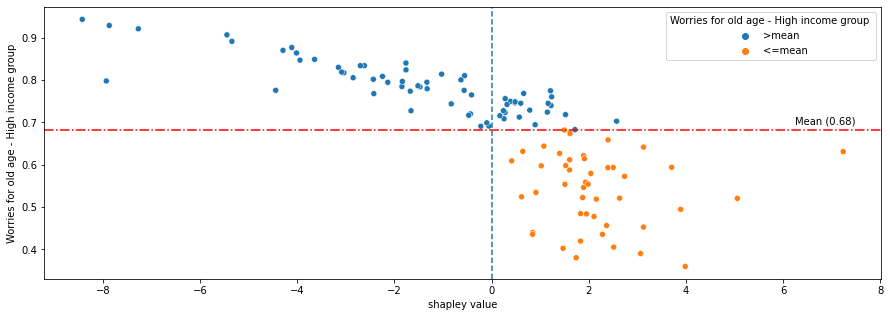 Worries for old age - High income group
>mean
<=mean
Mean (0.68)
Worries for old age - High income group
0.9
0.8
0.7
0.6
0.5
0.4
−8
−6
−4
−2
0
2
4
6
8
shapley value